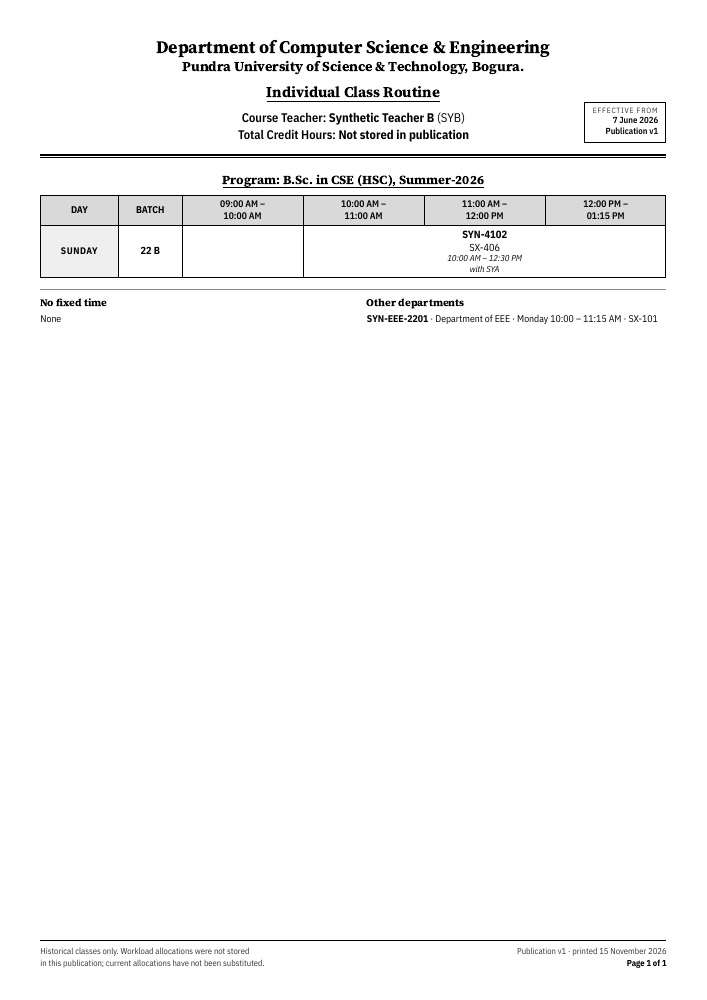 Department of Computer Science & Engineering
Pundra University of Science & Technology, Bogura.
Individual Class Routine
Course Teacher: Synthetic Teacher B (SYB)
Total Credit Hours: Not stored in publication
EFFECTIVE FROM
7 June 2026
Publication v1
Program: B.Sc. in CSE (HSC), Summer-2026
DAY BATCH 09:00 AM – 10:00 AM – 11:00 AM – 12:00 PM –
10:00 AM 11:00 AM 12:00 PM 01:15 PM
SUNDAY 22 B
SYN-4102
SX-406
10:00 AM – 12:30 PM
with SYA
No fixed time
None
Other departments
SYN-EEE-2201 · Department of EEE · Monday 10:00 – 11:15 AM · SX-101
Historical classes only. Workload allocations were not stored
in this publication; current allocations have not been substituted.
Publication v1 · printed 15 November 2026
Page 1 of 1